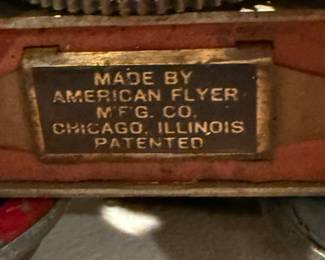 MADE BY
AMERICAN FLYER
M'F'G. CO.
CHICAGO, ILLINOIS
PATENTED